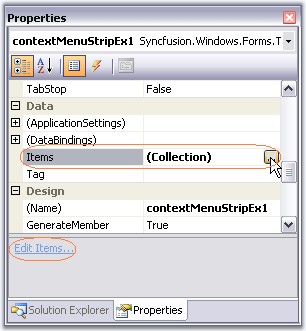 Properties
contextMenuStripEx1 Syncfusion.Windows.Forms.T
TabStop False
Data
(ApplicationSettings)
(DataBindings)
Items (Collection)
Tag
Design
(Name) contextMenuStripEx1
GenerateMember True
Edit Items...
Solution Explorer Properties